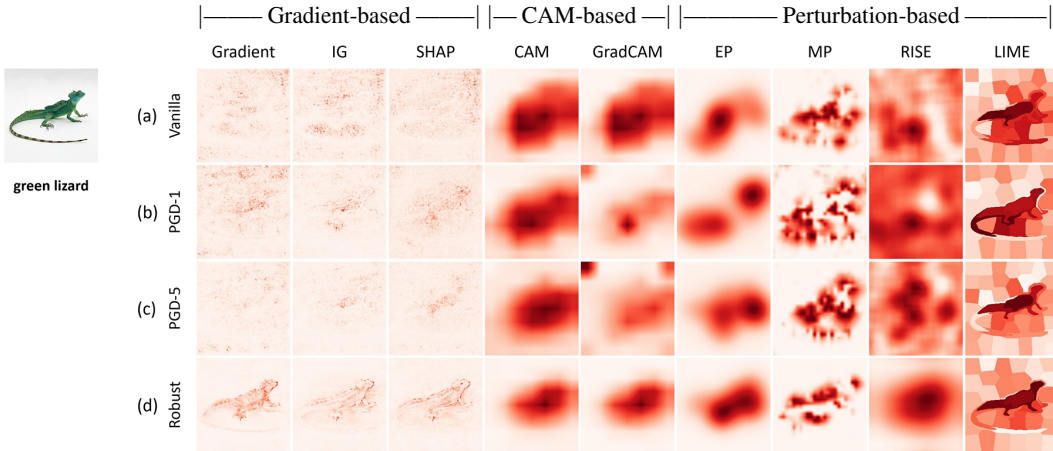 |——— Gradient-based ———| |— CAM-based —| |———— Perturbation-based ————|
Gradient IG SHAP CAM GradCAM EP MP RISE LIME
(a) Vanilla
green lizard
(b) PGD-1
(c) PGD-5
(d) Robust